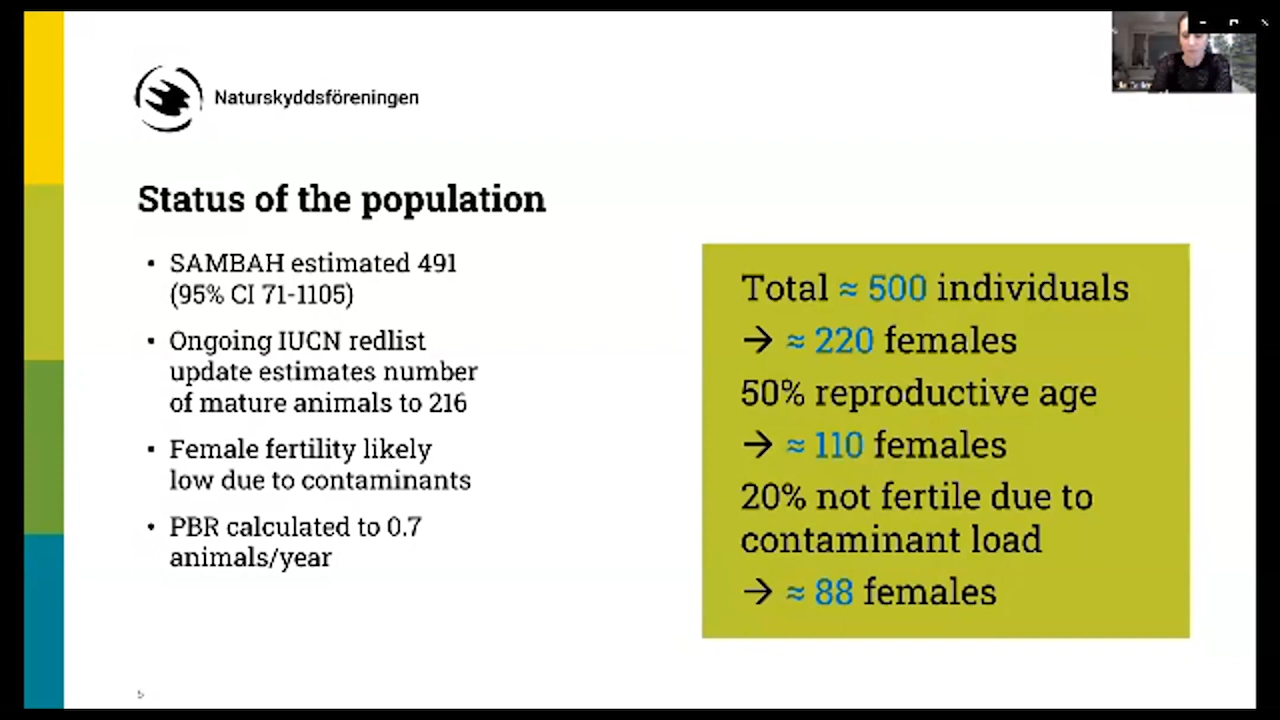 Naturskyddsföreningen
Status of the population
▪ SAMBAH estimated 491
(95% CI 71-1105)
▪ Ongoing IUCN redlist
update estimates number
of mature animals to 216
▪ Female fertility likely
low due to contaminants
▪ PBR calculated to 0.7
animals/year
Total ≈ 500 individuals
→ ≈ 220 females
50% reproductive age
→ ≈ 110 females
20% not fertile due to
contaminant load
→ ≈ 88 females
5